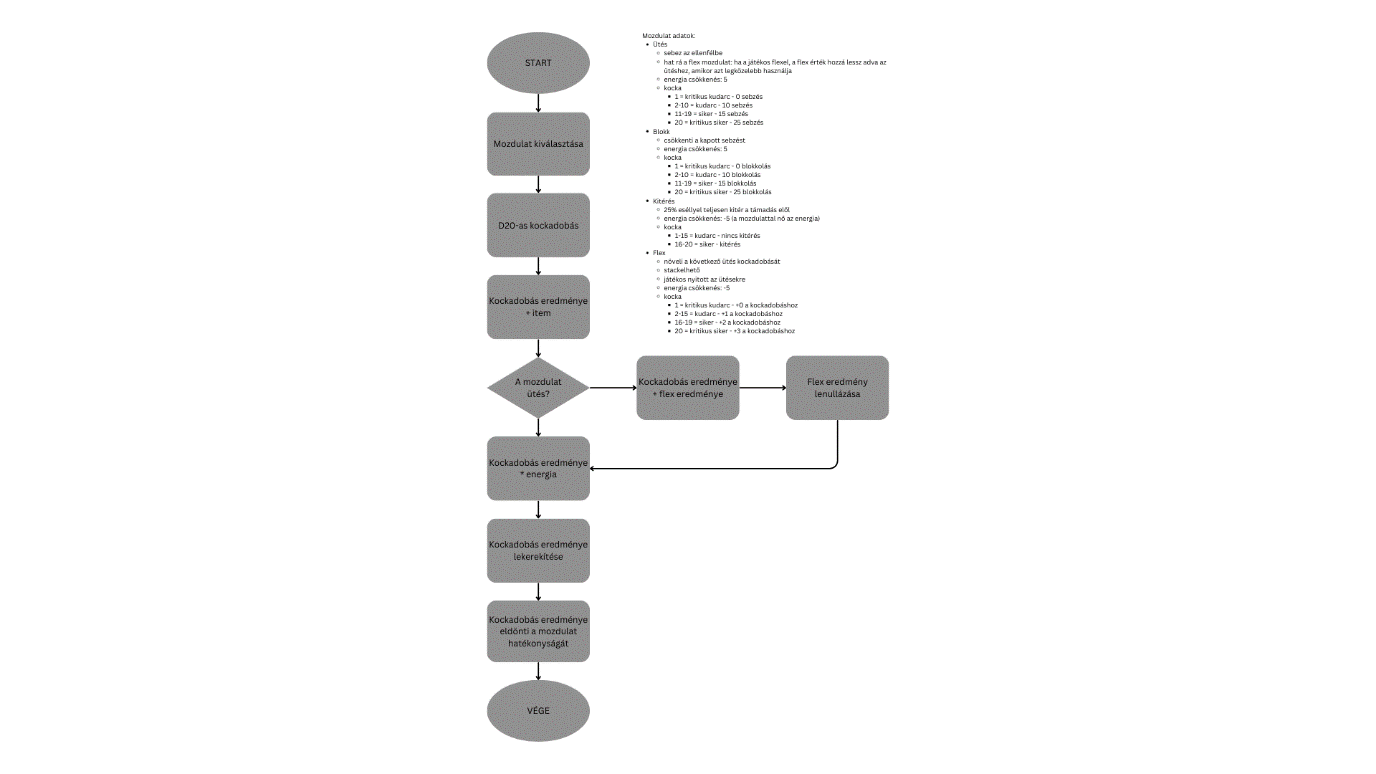 START
Mozdulat kiválasztása
D20-as kockadobás
Kockadobás eredménye
+ item
A mozdulat
ütés?
Kockadobás eredménye
+ flex eredménye
Flex eredmény
lenullázása
Kockadobás eredménye
* energia
Kockadobás eredménye
lekerekítése
Kockadobás eredménye
eldönti a mozdulat
hatékonyságát
VÉGE
Mozdulat adatok:
Ütés
sebez az ellenfélbe
hat rá a flex mozdulat: ha a játékos flexel, a flex érték hozzá lessz adva az
ütéshez, amikor azt legközelebb használja
energia csökkenés: 5
kocka
1 = kritikus kudarc - 0 sebzés
2-10 = kudarc - 10 sebzés
11-19 = siker - 15 sebzés
20 = kritikus siker - 25 sebzés
Blokk
csökkenti a kapott sebzést
energia csökkenés: 5
kocka
1 = kritikus kudarc - 0 blokkolás
2-10 = kudarc - 10 blokkolás
11-19 = siker - 15 blokkolás
20 = kritikus siker - 25 blokkolás
Kitérés
25% eséllyel teljesen kitér a támadás elől
energia csökkenés: -5 (a mozdulattal nő az energia)
kocka
1-15 = kudarc - nincs kitérés
16-20 = siker - kitérés
Flex
növeli a következő ütés kockadobását
stackelhető
játékos nyitott az ütésekre
energia csökkenés: -5
kocka
1 = kritikus kudarc - +0 a kockadobáshoz
2-15 = kudarc - +1 a kockadobáshoz
16-19 = siker - +2 a kockadobáshoz
20 = kritikus siker - +3 a kockadobáshoz